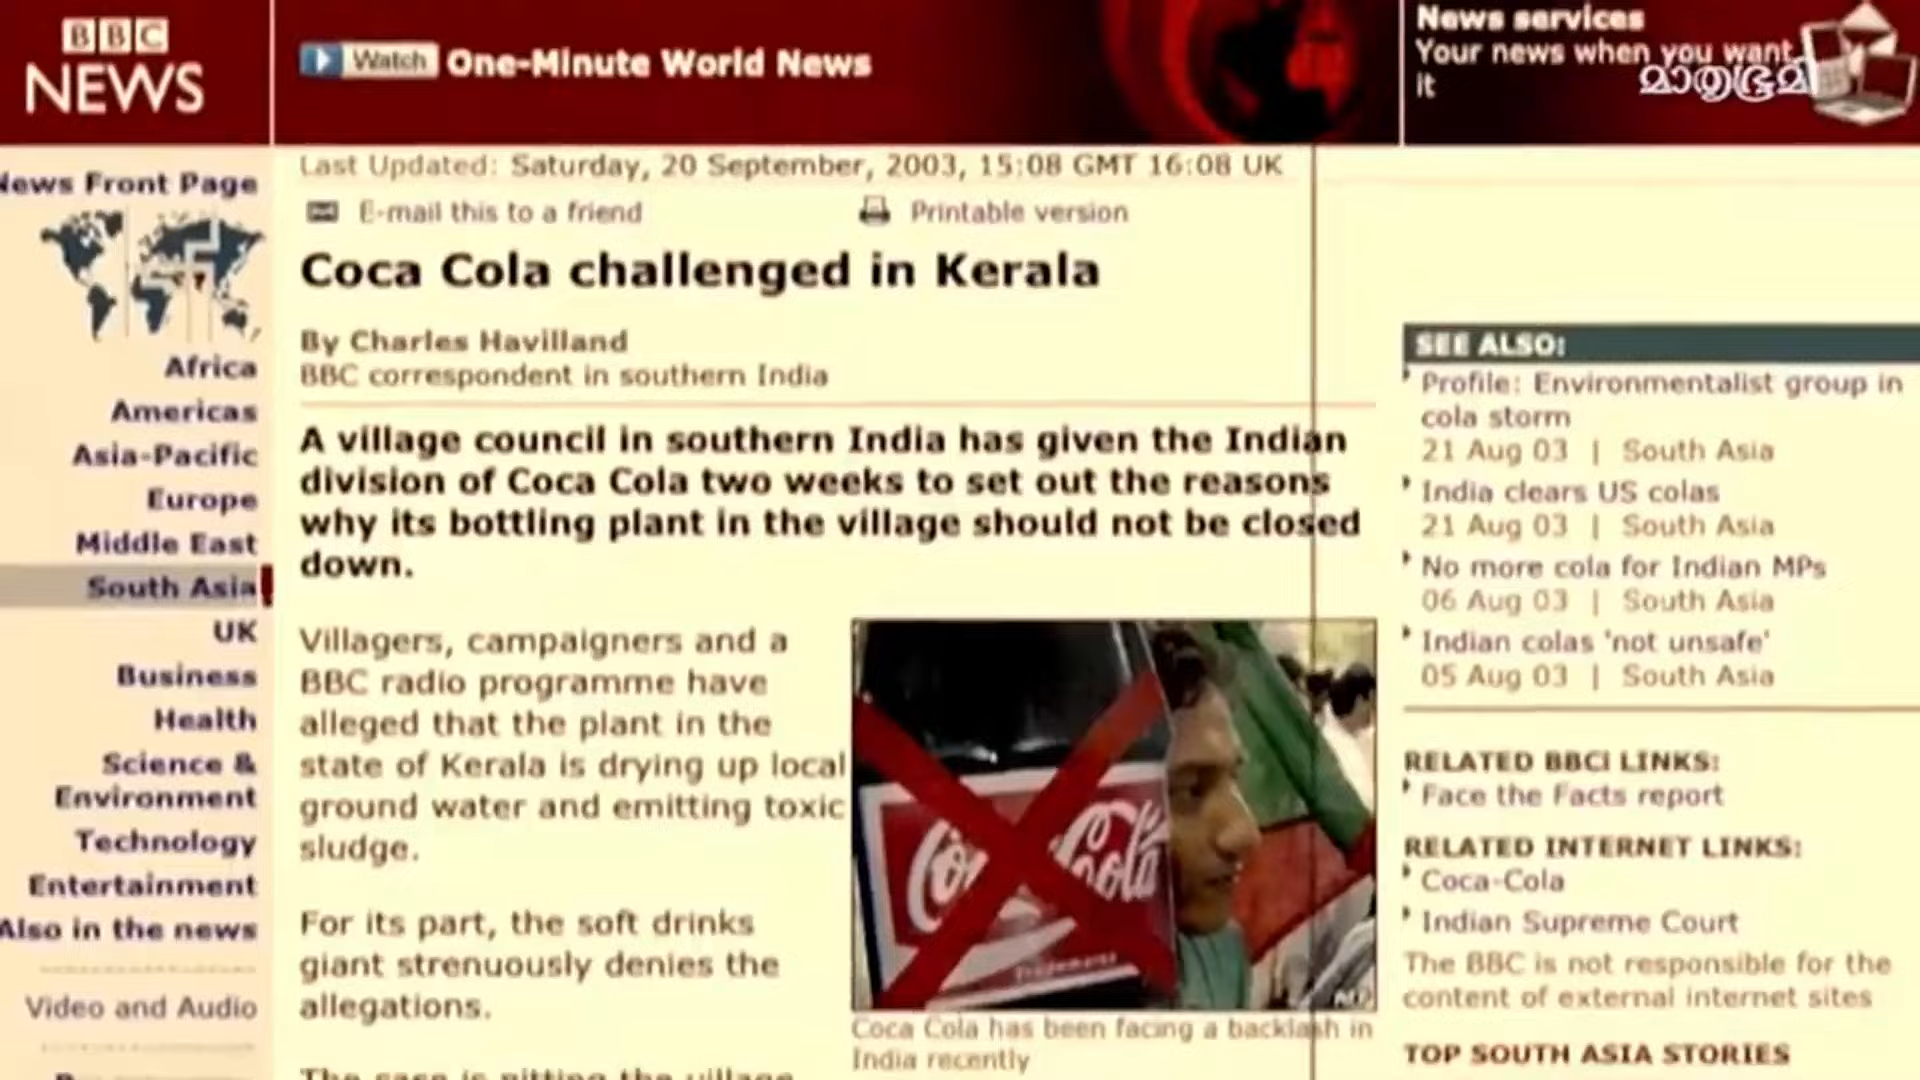 BBC
NEWS
Watch One-Minute World News
News services
Your news when you want
it
മാതൃഭൂമി
Last Updated: Saturday, 20 September, 2003, 15:08 GMT 16:08 UK
E-mail this to a friend
Printable version
Coca Cola challenged in Kerala
By Charles Havilland
BBC correspondent in southern India
A village council in southern India has given the Indian
division of Coca Cola two weeks to set out the reasons
why its bottling plant in the village should not be closed
down.
Villagers, campaigners and a
BBC radio programme have
alleged that the plant in the
state of Kerala is drying up local
ground water and emitting toxic
sludge.
For its part, the soft drinks
giant strenuously denies the
allegations.
The case is pitting the village
Coca Cola has been facing a backlash in
India recently
News Front Page
Africa
Americas
Asia-Pacific
Europe
Middle East
South Asia
UK
Business
Health
Science &
Environment
Technology
Entertainment
Also in the news
Video and Audio
SEE ALSO:
Profile: Environmentalist group in
cola storm
21 Aug 03 | South Asia
India clears US colas
21 Aug 03 | South Asia
No more cola for Indian MPs
06 Aug 03 | South Asia
Indian colas 'not unsafe'
05 Aug 03 | South Asia
RELATED BBCI LINKS:
Face the Facts report
RELATED INTERNET LINKS:
Coca-Cola
Indian Supreme Court
The BBC is not responsible for the
content of external internet sites
TOP SOUTH ASIA STORIES